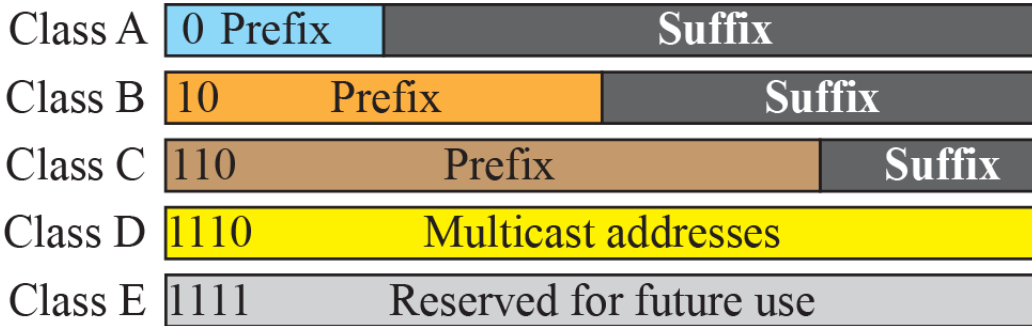 Class A 0 Prefix Suffix
Class B 10 Prefix Suffix
Class C 110 Prefix Suffix
Class D 1110 Multicast addresses
Class E 1111 Reserved for future use